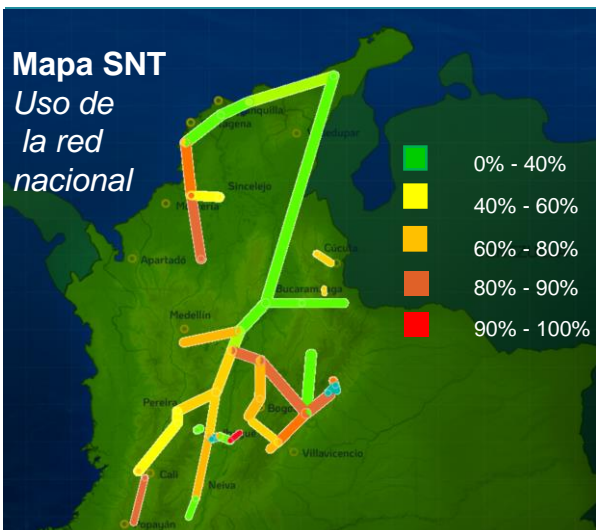 Mapa SNT
Uso de
la red
nacional
0% - 40%
40% - 60%
60% - 80%
80% - 90%
90% - 100%
Sincelejo
Cúcuta
Apartadó
Bucaramanga
Medellín
Pereira
Bogo
Villavicencio
Cali
Neiva